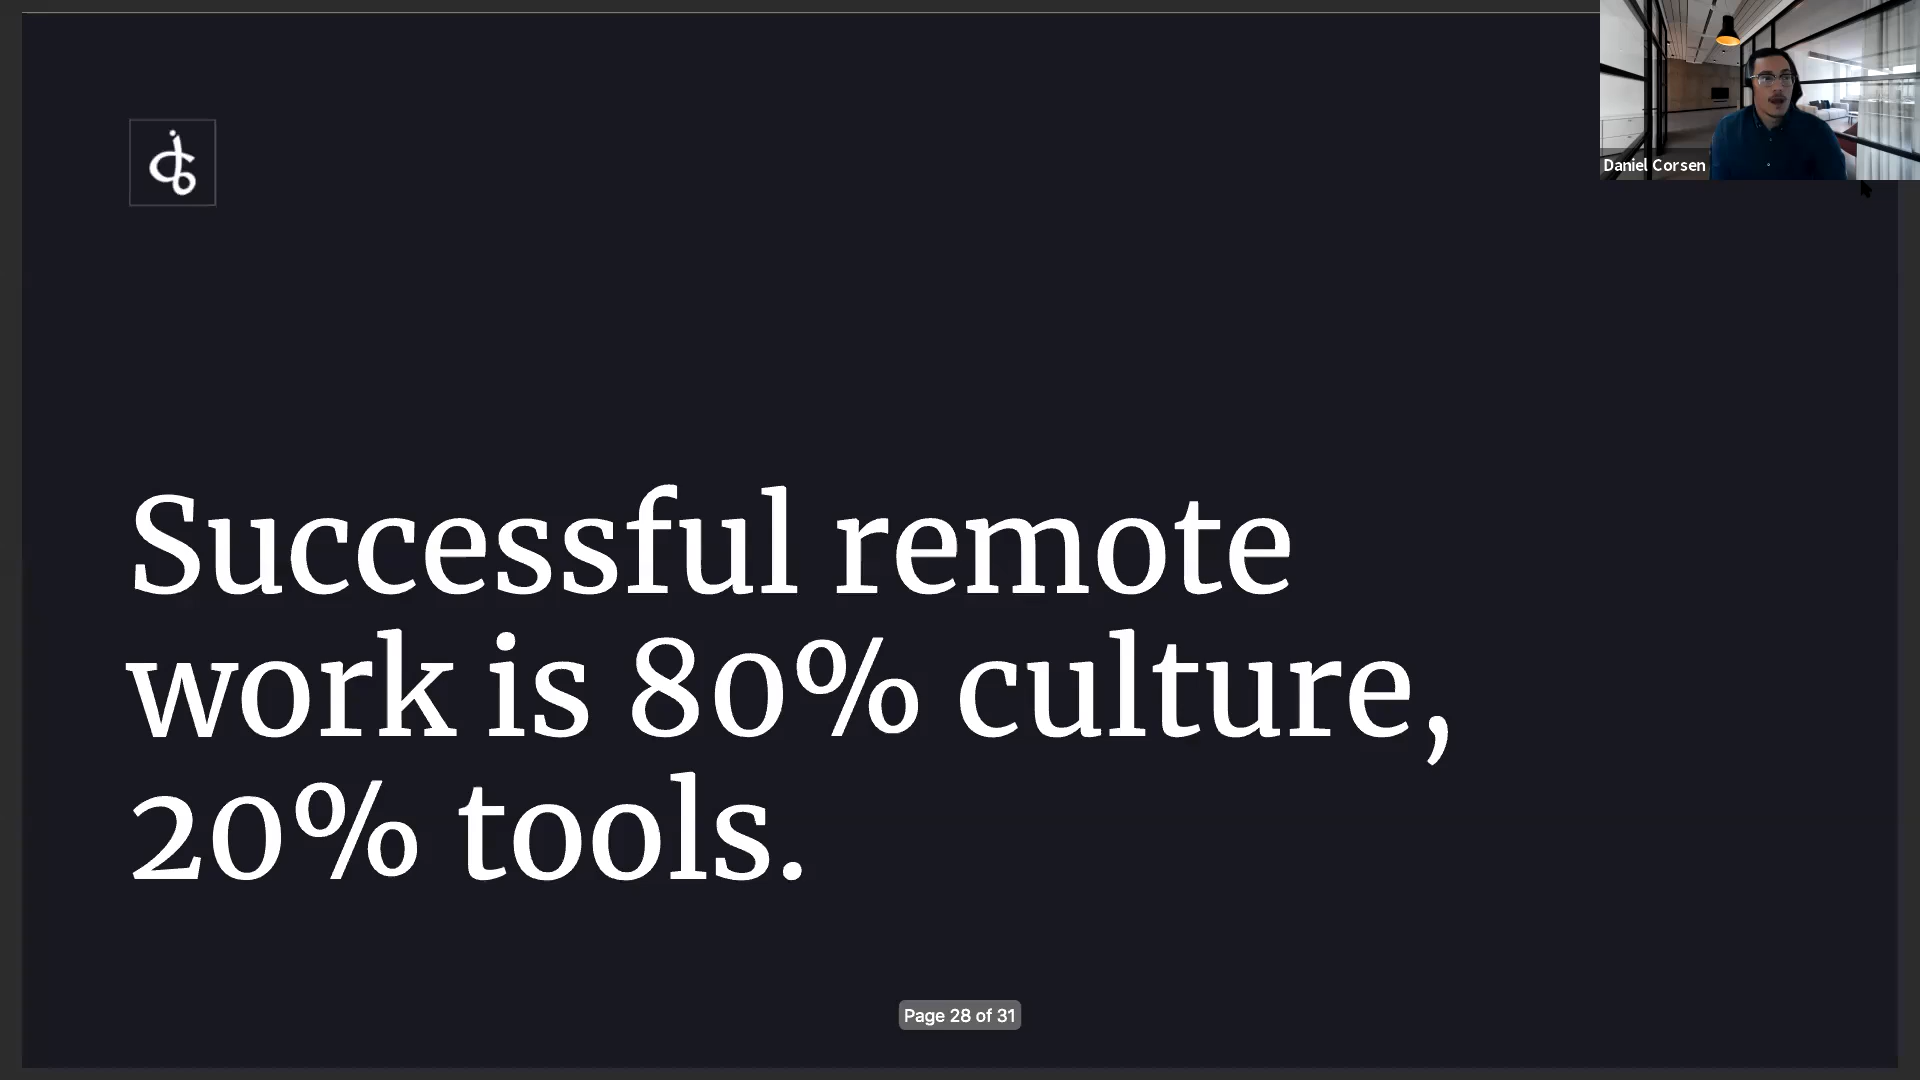 Daniel Corsen
Successful remote
work is 80% culture,
20% tools.
Page 28 of 31